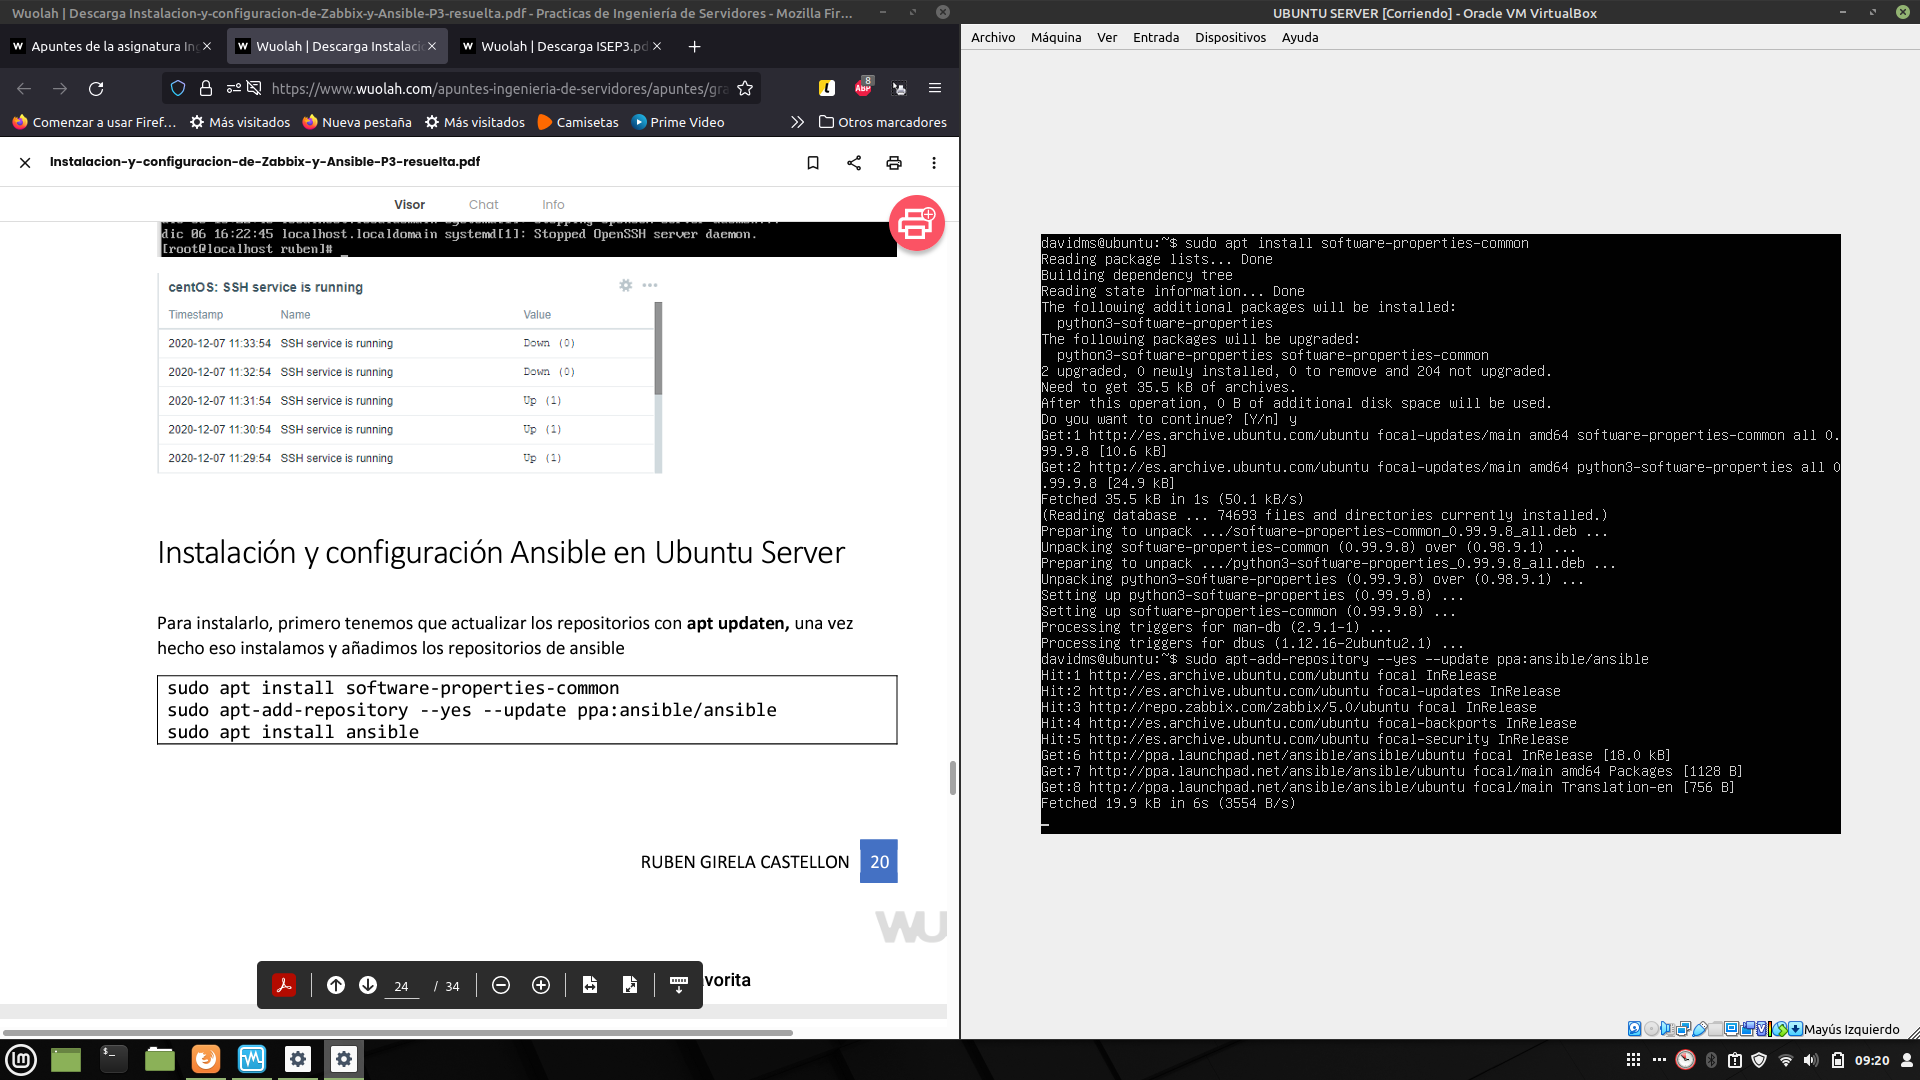 Wuolah | Descarga Instalacion-y-configuracion-de-Zabbix-y-Ansible-P3-resuelta.pdf - Practicas de Ingeniería de Servidores - Mozilla Fir...
Apuntes de la asignatura In
Wuolah | Descarga Instalaci
Wuolah | Descarga ISEP3.pd
https://www.wuolah.com/apuntes-ingenieria-de-servidores/apuntes/gra
8
ABP
Comenzar a usar Firef...
Más visitados
Nueva pestaña
Más visitados
Camisetas
Prime Video
Otros marcadores
Instalacion-y-configuracion-de-Zabbix-y-Ansible-P3-resuelta.pdf
Visor
Chat
Info
dic 06 16:22:45 localhost.localdomain systemd[1]: Stopped OpenSSH server daemon.
[root@localhost ruben]# _
centOS: SSH service is running
Timestamp Name Value
2020-12-07 11:33:54 SSH service is running Down (0)
2020-12-07 11:32:54 SSH service is running Down (0)
2020-12-07 11:31:54 SSH service is running Up (1)
2020-12-07 11:30:54 SSH service is running Up (1)
2020-12-07 11:29:54 SSH service is running Up (1)
Instalación y configuración Ansible en Ubuntu Server
Para instalarlo, primero tenemos que actualizar los repositorios con apt updaten, una vez
hecho eso instalamos y añadimos los repositorios de ansible
sudo apt install software-properties-common
sudo apt-add-repository --yes --update ppa:ansible/ansible
sudo apt install ansible
RUBEN GIRELA CASTELLON 20
WU
24 / 34
vorita
UBUNTU SERVER [Corriendo] - Oracle VM VirtualBox
Archivo Máquina Ver Entrada Dispositivos Ayuda
davidms@ubuntu:~$ sudo apt install software-properties-common
Reading package lists... Done
Building dependency tree
Reading state information... Done
The following additional packages will be installed:
python3-software-properties
The following packages will be upgraded:
python3-software-properties software-properties-common
2 upgraded, 0 newly installed, 0 to remove and 204 not upgraded.
Need to get 35.5 kB of archives.
After this operation, 0 B of additional disk space will be used.
Do you want to continue? [Y/n] y
Get:1 http://es.archive.ubuntu.com/ubuntu focal-updates/main amd64 software-properties-common all 0.
99.9.8 [10.6 kB]
Get:2 http://es.archive.ubuntu.com/ubuntu focal-updates/main amd64 python3-software-properties all 0
.99.9.8 [24.9 kB]
Fetched 35.5 kB in 1s (50.1 kB/s)
(Reading database ... 74693 files and directories currently installed.)
Preparing to unpack .../software-properties-common_0.99.9.8_all.deb ...
Unpacking software-properties-common (0.99.9.8) over (0.98.9.1) ...
Preparing to unpack .../python3-software-properties_0.99.9.8_all.deb ...
Unpacking python3-software-properties (0.99.9.8) over (0.98.9.1) ...
Setting up python3-software-properties (0.99.9.8) ...
Setting up software-properties-common (0.99.9.8) ...
Processing triggers for man-db (2.9.1-1) ...
Processing triggers for dbus (1.12.16-2ubuntu2.1) ...
davidms@ubuntu:~$ sudo apt-add-repository --yes --update ppa:ansible/ansible
Hit:1 http://es.archive.ubuntu.com/ubuntu focal InRelease
Hit:2 http://es.archive.ubuntu.com/ubuntu focal-updates InRelease
Hit:3 http://repo.zabbix.com/zabbix/5.0/ubuntu focal InRelease
Hit:4 http://es.archive.ubuntu.com/ubuntu focal-backports InRelease
Hit:5 http://es.archive.ubuntu.com/ubuntu focal-security InRelease
Get:6 http://ppa.launchpad.net/ansible/ansible/ubuntu focal InRelease [18.0 kB]
Get:7 http://ppa.launchpad.net/ansible/ansible/ubuntu focal/main amd64 Packages [1128 B]
Get:8 http://ppa.launchpad.net/ansible/ansible/ubuntu focal/main Translation-en [756 B]
Fetched 19.9 kB in 6s (3554 B/s)
_
Mayús Izquierdo
09:20